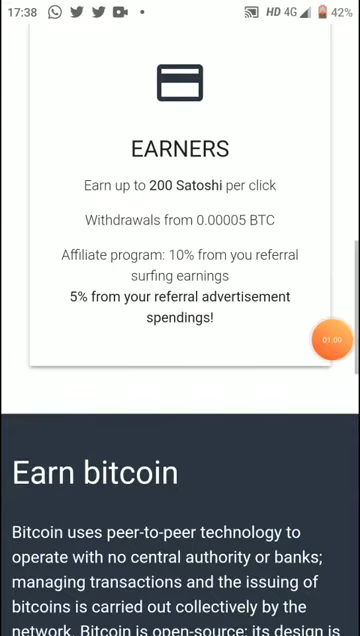 17:38 HD 4G 42%
EARNERS
Earn up to 200 Satoshi per click
Withdrawals from 0.00005 BTC
Affiliate program: 10% from you referral
surfing earnings
5% from your referral advertisement
spendings!
01:00
Earn bitcoin
Bitcoin uses peer-to-peer technology to
operate with no central authority or banks;
managing transactions and the issuing of
bitcoins is carried out collectively by the
network. Bitcoin is open-source; its design is